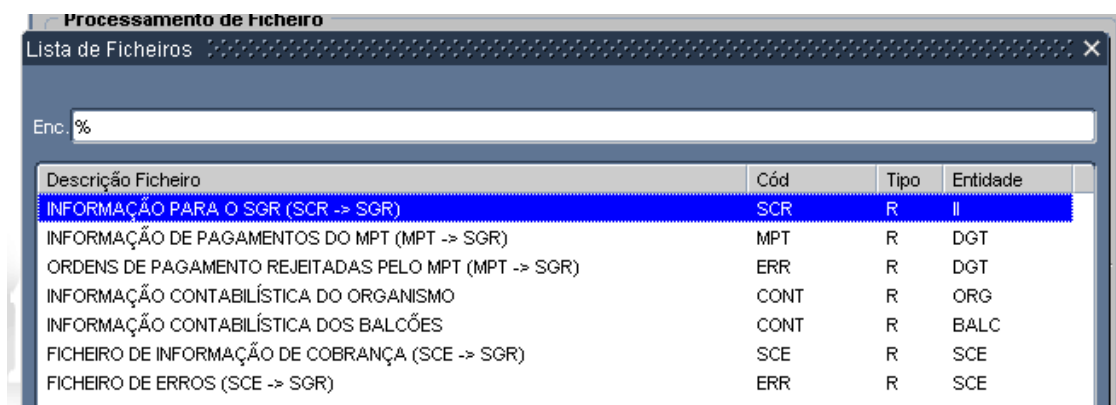 Processamento de Ficheiro
Lista de Ficheiros
Enc. %
Descrição Ficheiro Cód Tipo Entidade
INFORMAÇÃO PARA O SGR (SCR -> SGR) SCR R II
INFORMAÇÃO DE PAGAMENTOS DO MPT (MPT -> SGR) MPT R DGT
ORDENS DE PAGAMENTO REJEITADAS PELO MPT (MPT -> SGR) ERR R DGT
INFORMAÇÃO CONTABILÍSTICA DO ORGANISMO CONT R ORG
INFORMAÇÃO CONTABILÍSTICA DOS BALCÕES CONT R BALC
FICHEIRO DE INFORMAÇÃO DE COBRANÇA (SCE -> SGR) SCE R SCE
FICHEIRO DE ERROS (SCE -> SGR) ERR R SCE